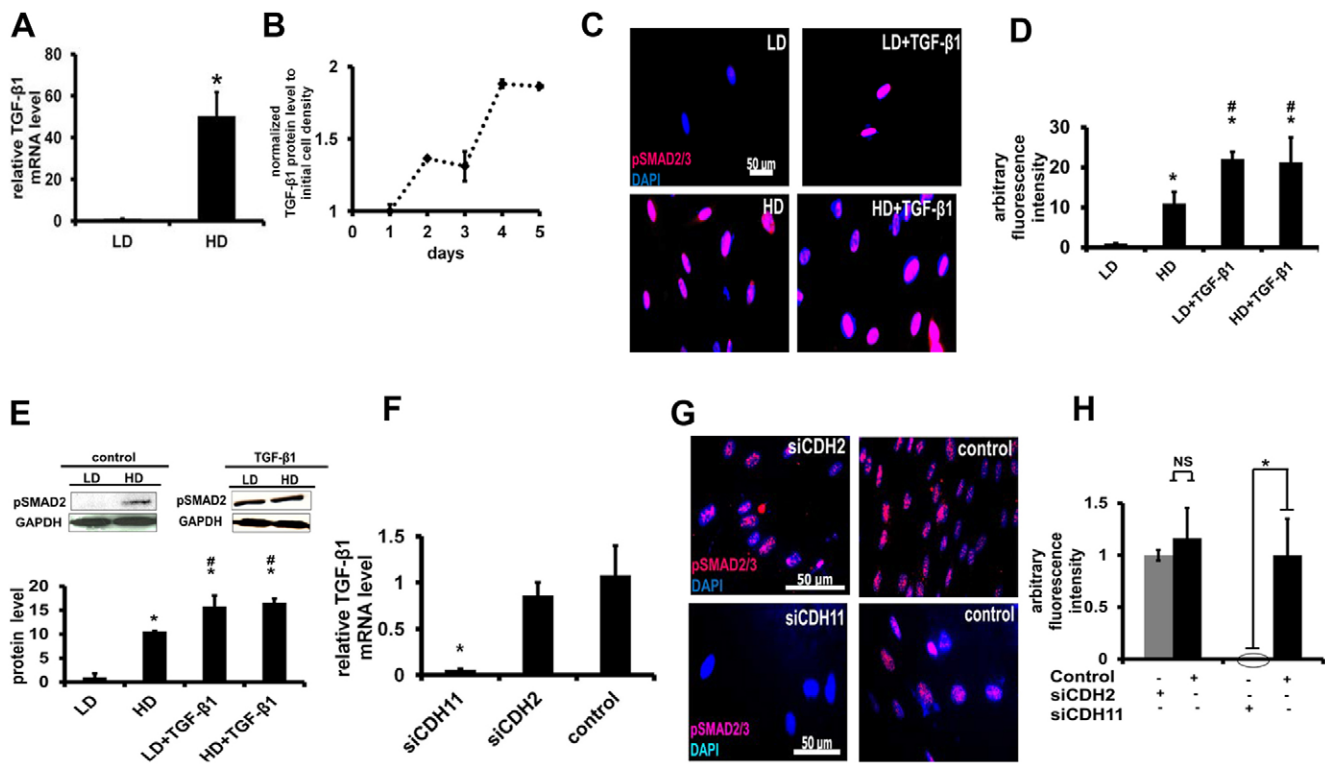 A
relative TGF-β1
mRNA level
80
60
40
20
0
*
LD
HD
B
normalized
TGF-β1 protein level to
initial cell density
2
1.5
1
0
1
2
3
4
5
days
C
LD
pSMAD2/3
DAPI
50 um
LD+TGF-β1
HD
HD+TGF-β1
D
arbitrary
fluorescence
intensity
30
20
10
0
*
#
*
#
*
LD
HD
LD+TGF-β1
HD+TGF-β1
E
control
LD HD
pSMAD2
GAPDH
TGF-β1
LD HD
pSMAD2
GAPDH
protein level
20
15
10
5
0
*
#
*
#
*
LD
HD
LD+TGF-β1
HD+TGF-β1
F
relative TGF-β1
mRNA level
1.5
1
0.5
0
*
siCDH11
siCDH2
control
G
siCDH2
pSMAD2/3
DAPI
50 um
control
siCDH11
pSMAD2/3
DAPI
50 um
control
H
NS
*
arbitrary
fluorescence
intensity
1.5
1
0.5
0
Control - + - +
siCDH2 + - - -
siCDH11 - - + -